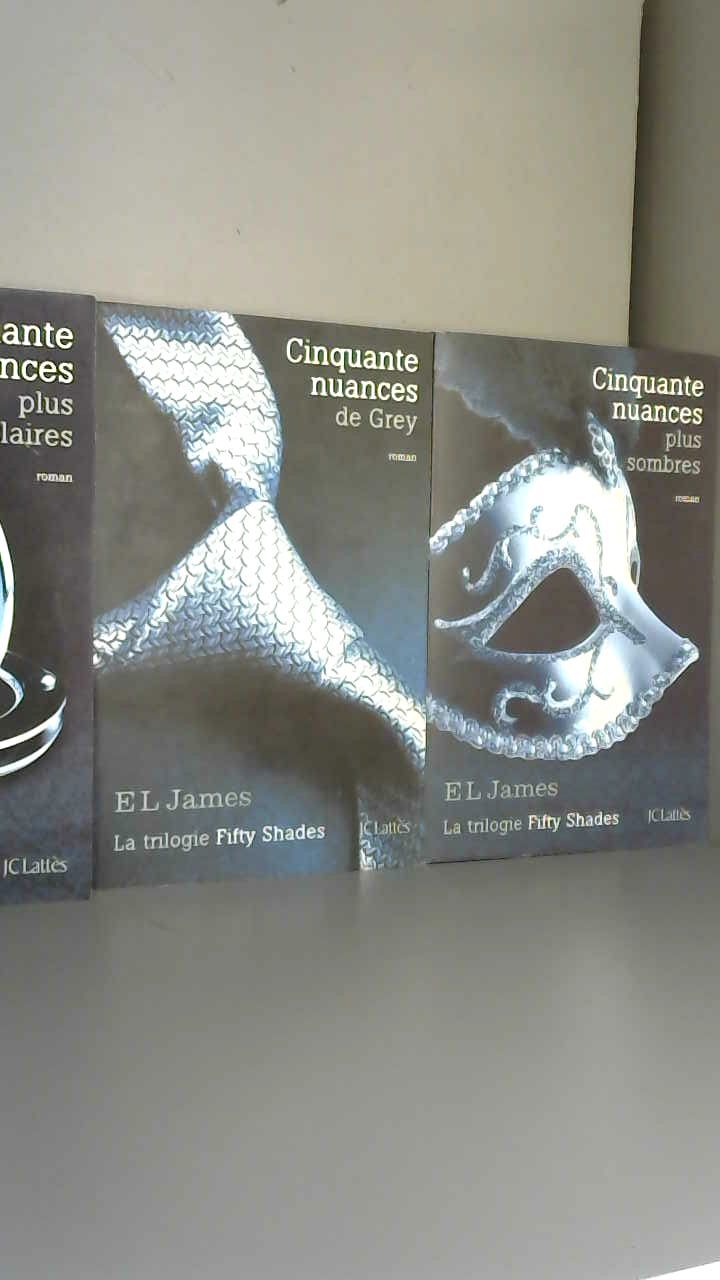 ante
nces
plus
laires
roman
JC Lattès
Cinquante
nuances
de Grey
roman
E L James
La trilogie Fifty Shades
JC Lattès
Cinquante
nuances
plus
sombres
roman
E L James
La trilogie Fifty Shades
JC Lattès